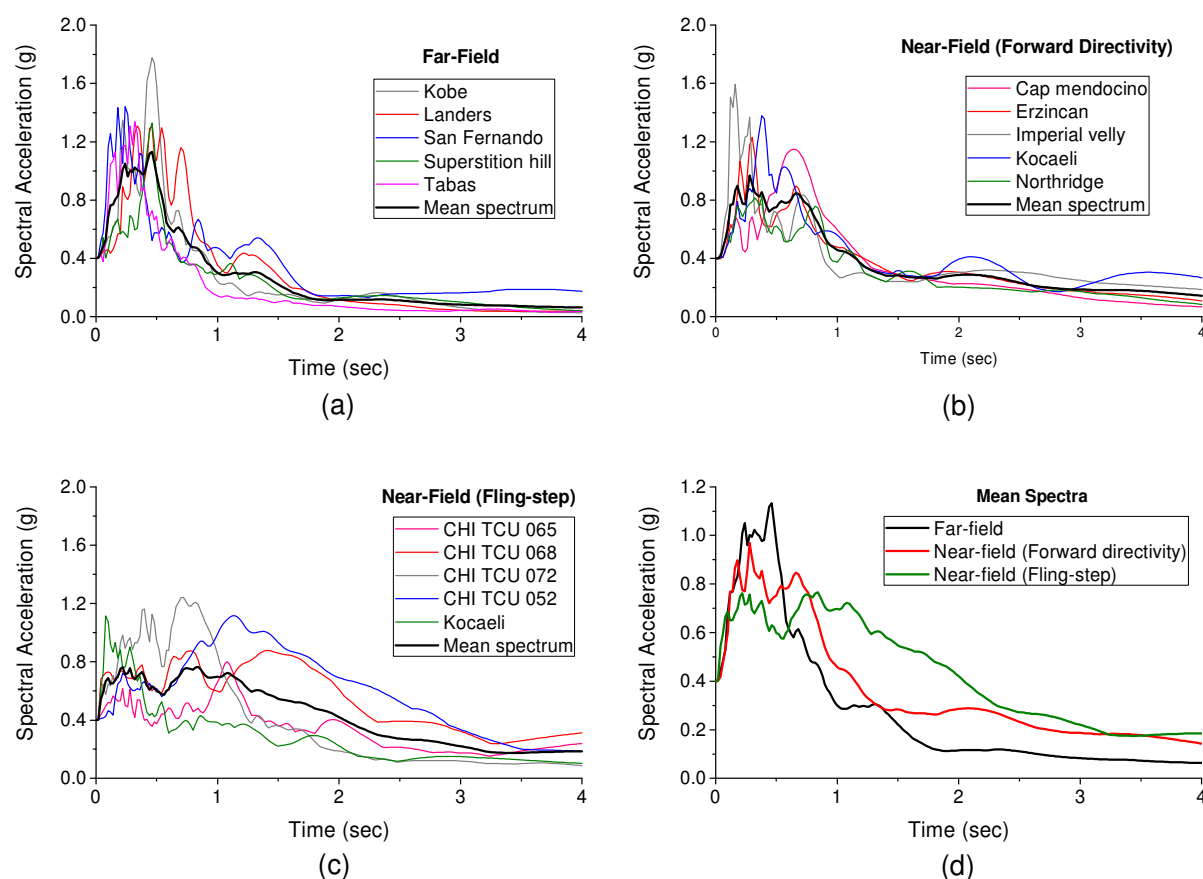 Far-Field
Kobe
Landers
San Fernando
Superstition hill
Tabas
Mean spectrum
Spectral Acceleration (g)
2.0
1.6
1.2
0.8
0.4
0.0
0 1 2 3 4
Time (sec)
(a)
Near-Field (Forward Directivity)
Cap mendocino
Erzincan
Imperial velly
Kocaeli
Northridge
Mean spectrum
Spectral Acceleration (g)
2.0
1.6
1.2
0.8
0.4
0.0
0 1 2 3 4
Time (sec)
(b)
Near-Field (Fling-step)
CHI TCU 065
CHI TCU 068
CHI TCU 072
CHI TCU 052
Kocaeli
Mean spectrum
Spectral Acceleration (g)
2.0
1.6
1.2
0.8
0.4
0.0
0 1 2 3 4
Time (sec)
(c)
Mean Spectra
Far-field
Near-field (Forward directivity)
Near-field (Fling-step)
Spectral Acceleration (g)
1.2
1.0
0.8
0.6
0.4
0.2
0.0
0 1 2 3 4
Time (sec)
(d)